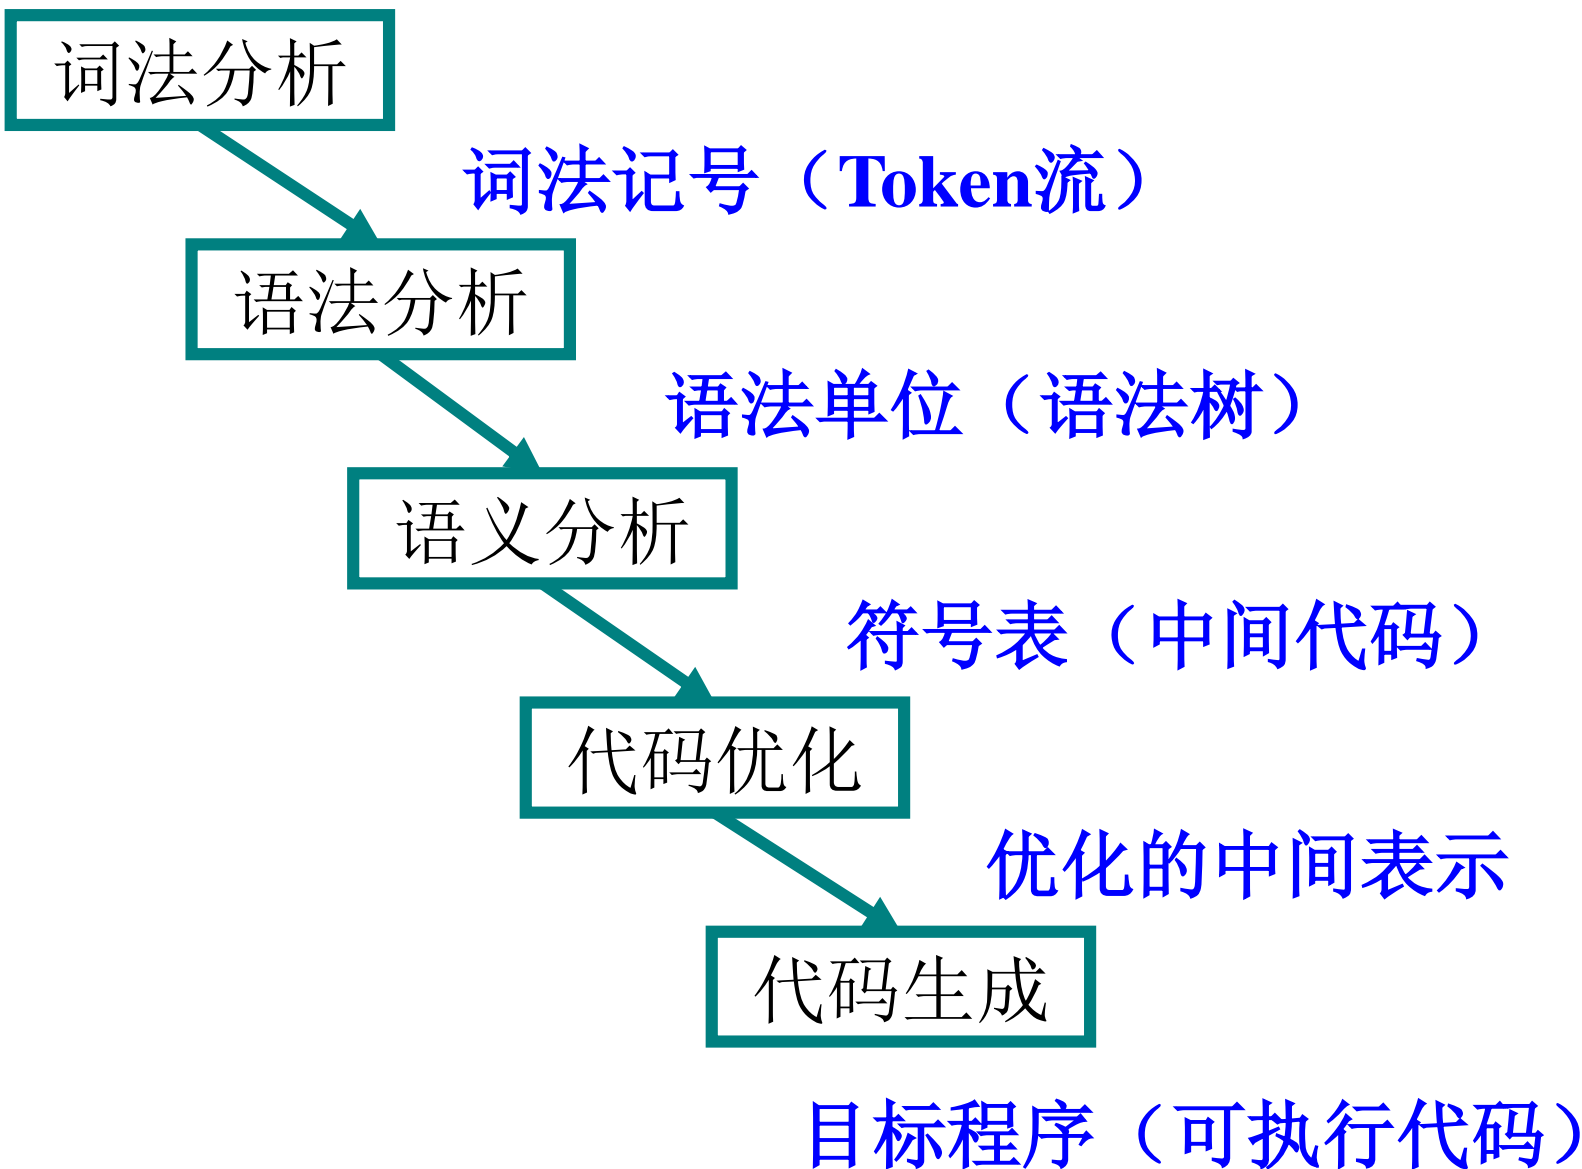 词法分析
词法记号（Token流）
语法分析
语法单位（语法树）
语义分析
符号表（中间代码）
代码优化
优化的中间表示
代码生成
目标程序（可执行代码）